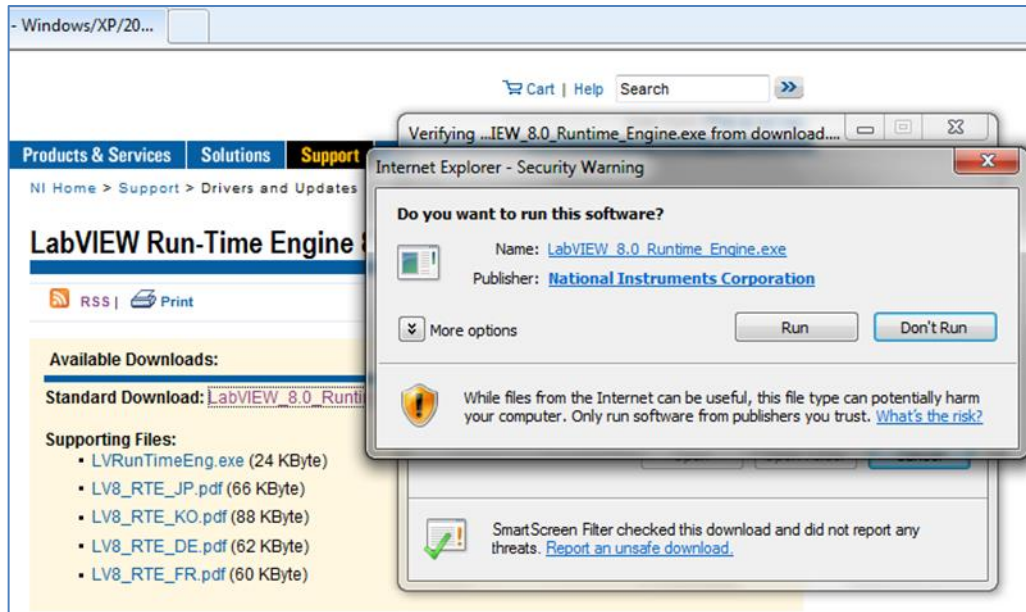 - Windows/XP/20...
Cart | Help Search
Verifying ...IEW_8.0_Runtime_Engine.exe from download....
Products & Services Solutions Support
Internet Explorer - Security Warning
NI Home > Support > Drivers and Updates
Do you want to run this software?
Name: LabVIEW_8.0_Runtime_Engine.exe
Publisher: National Instruments Corporation
LabVIEW Run-Time Engine
RSS | Print
More options
Run
Don't Run
Available Downloads:
Standard Download: LabVIEW_8.0_Runti
While files from the Internet can be useful, this file type can potentially harm
your computer. Only run software from publishers you trust. What's the risk?
Supporting Files:
▪ LVRunTimeEng.exe (24 KByte)
▪ LV8_RTE_JP.pdf (66 KByte)
▪ LV8_RTE_KO.pdf (88 KByte)
▪ LV8_RTE_DE.pdf (62 KByte)
▪ LV8_RTE_FR.pdf (60 KByte)
SmartScreen Filter checked this download and did not report any
threats. Report an unsafe download.